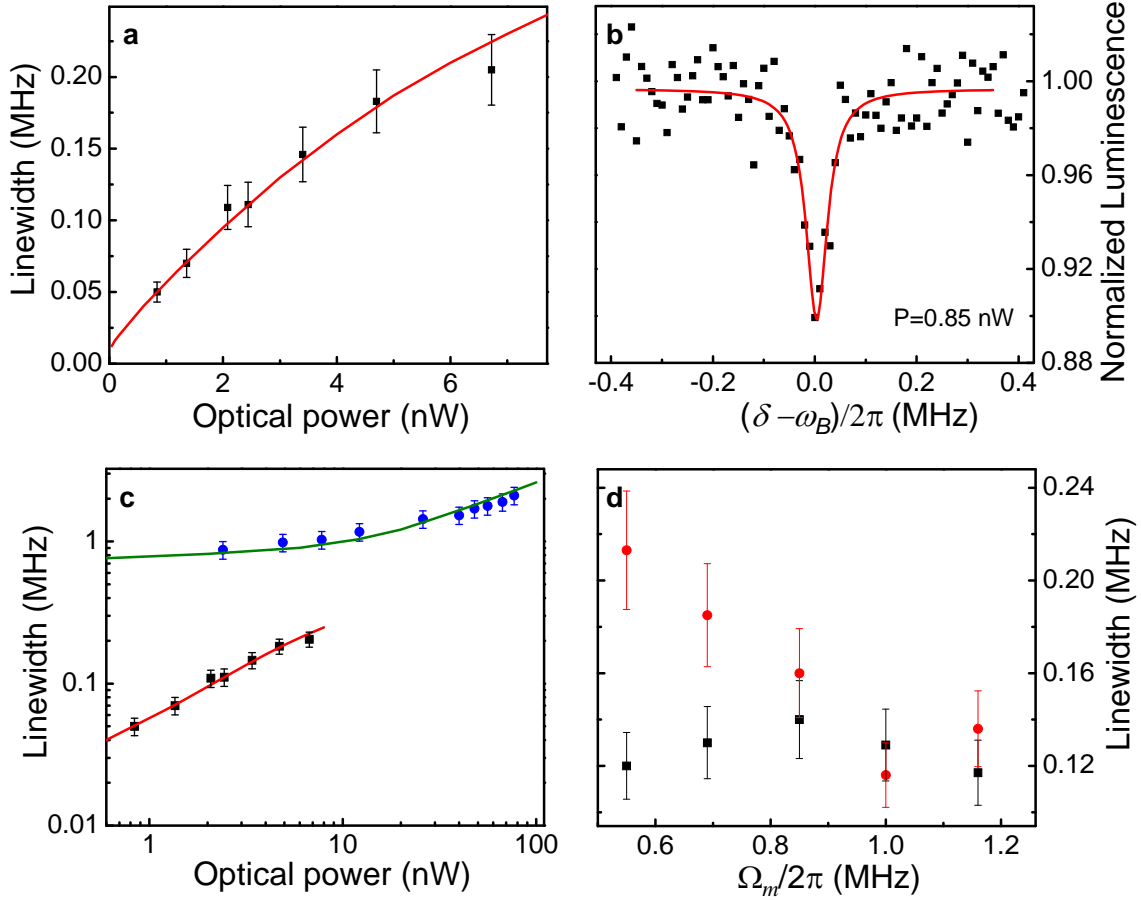 a
0.20
0.15
0.10
0.05
0.00
Linewidth (MHz)
0 2 4 6
Optical power (nW)
b
1.00
0.96
0.92
0.88
Normalized Luminescence
P=0.85 nW
-0.4 -0.2 0.0 0.2 0.4
(δ –ω_B)/2π (MHz)
c
1
0.1
0.01
Linewidth (MHz)
1 10 100
Optical power (nW)
d
0.24
0.20
0.16
0.12
Linewidth (MHz)
0.6 0.8 1.0 1.2
Ω_m/2π (MHz)